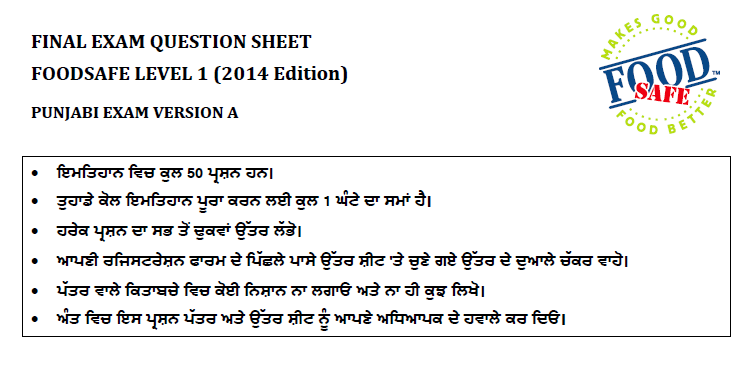 FINAL EXAM QUESTION SHEET
FOODSAFE LEVEL 1 (2014 Edition)
PUNJABI EXAM VERSION A
MAKES GOOD
FOOD
SAFE
™
FOOD BETTER
• ਇਮਤਿਹਾਨ ਵਿਚ ਕੁਲ 50 ਪ੍ਰਸ਼ਨ ਹਨ।
• ਤੁਹਾਡੇ ਕੋਲ ਇਮਤਿਹਾਨ ਪੂਰਾ ਕਰਨ ਲਈ ਕੁਲ 1 ਘੰਟੇ ਦਾ ਸਮਾਂ ਹੈ।
• ਹਰੇਕ ਪ੍ਰਸ਼ਨ ਦਾ ਸਭ ਤੋਂ ਢੁਕਵਾਂ ਉੱਤਰ ਲੱਭੋ।
• ਆਪਣੀ ਰਜਿਸਟਰੇਸ਼ਨ ਫਾਰਮ ਦੇ ਪਿੱਛਲੇ ਪਾਸੇ ਉੱਤਰ ਸ਼ੀਟ 'ਤੇ ਚੁਣੇ ਗਏ ਉੱਤਰ ਦੇ ਦੁਆਲੇ ਚੱਕਰ ਵਾਹੋ।
• ਪੱਤਰ ਵਾਲੇ ਕਿਤਾਬਚੇ ਵਿਚ ਕੋਈ ਨਿਸ਼ਾਨ ਨਾ ਲਗਾਓ ਅਤੇ ਨਾ ਹੀ ਕੁਝ ਲਿਖੋ।
• ਅੰਤ ਵਿਚ ਇਸ ਪ੍ਰਸ਼ਨ ਪੱਤਰ ਅਤੇ ਉੱਤਰ ਸ਼ੀਟ ਨੂੰ ਆਪਣੇ ਅਧਿਆਪਕ ਦੇ ਹਵਾਲੇ ਕਰ ਦਿਓ।